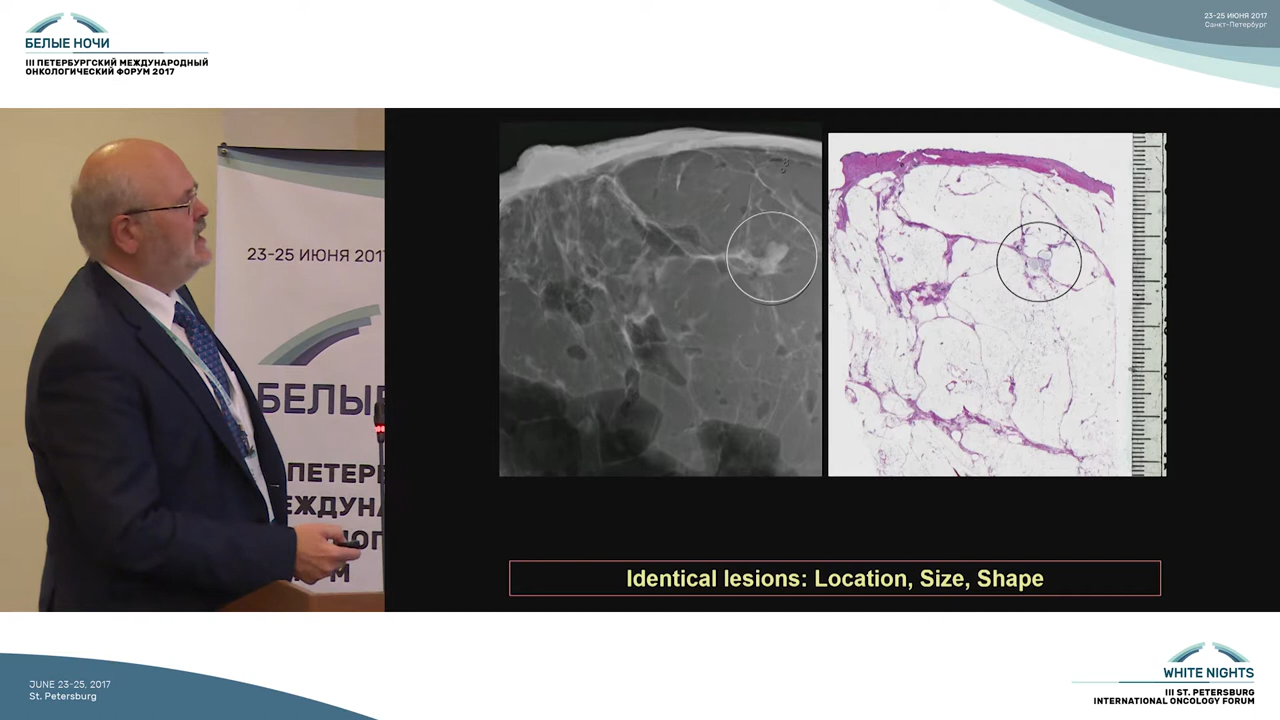 БЕЛЫЕ НОЧИ
III ПЕТЕРБУРГСКИЙ МЕЖДУНАРОДНЫЙ
ОНКОЛОГИЧЕСКИЙ ФОРУМ 2017
23-25 ИЮНЯ 2017
Санкт-Петербург
23-25 ИЮНЯ 201
БЕЛЫ
ПЕТЕР
ЕЖДУН
Identical lesions: Location, Size, Shape
JUNE 23-25, 2017
St. Petersburg
WHITE NIGHTS
III ST. PETERSBURG
INTERNATIONAL ONCOLOGY FORUM